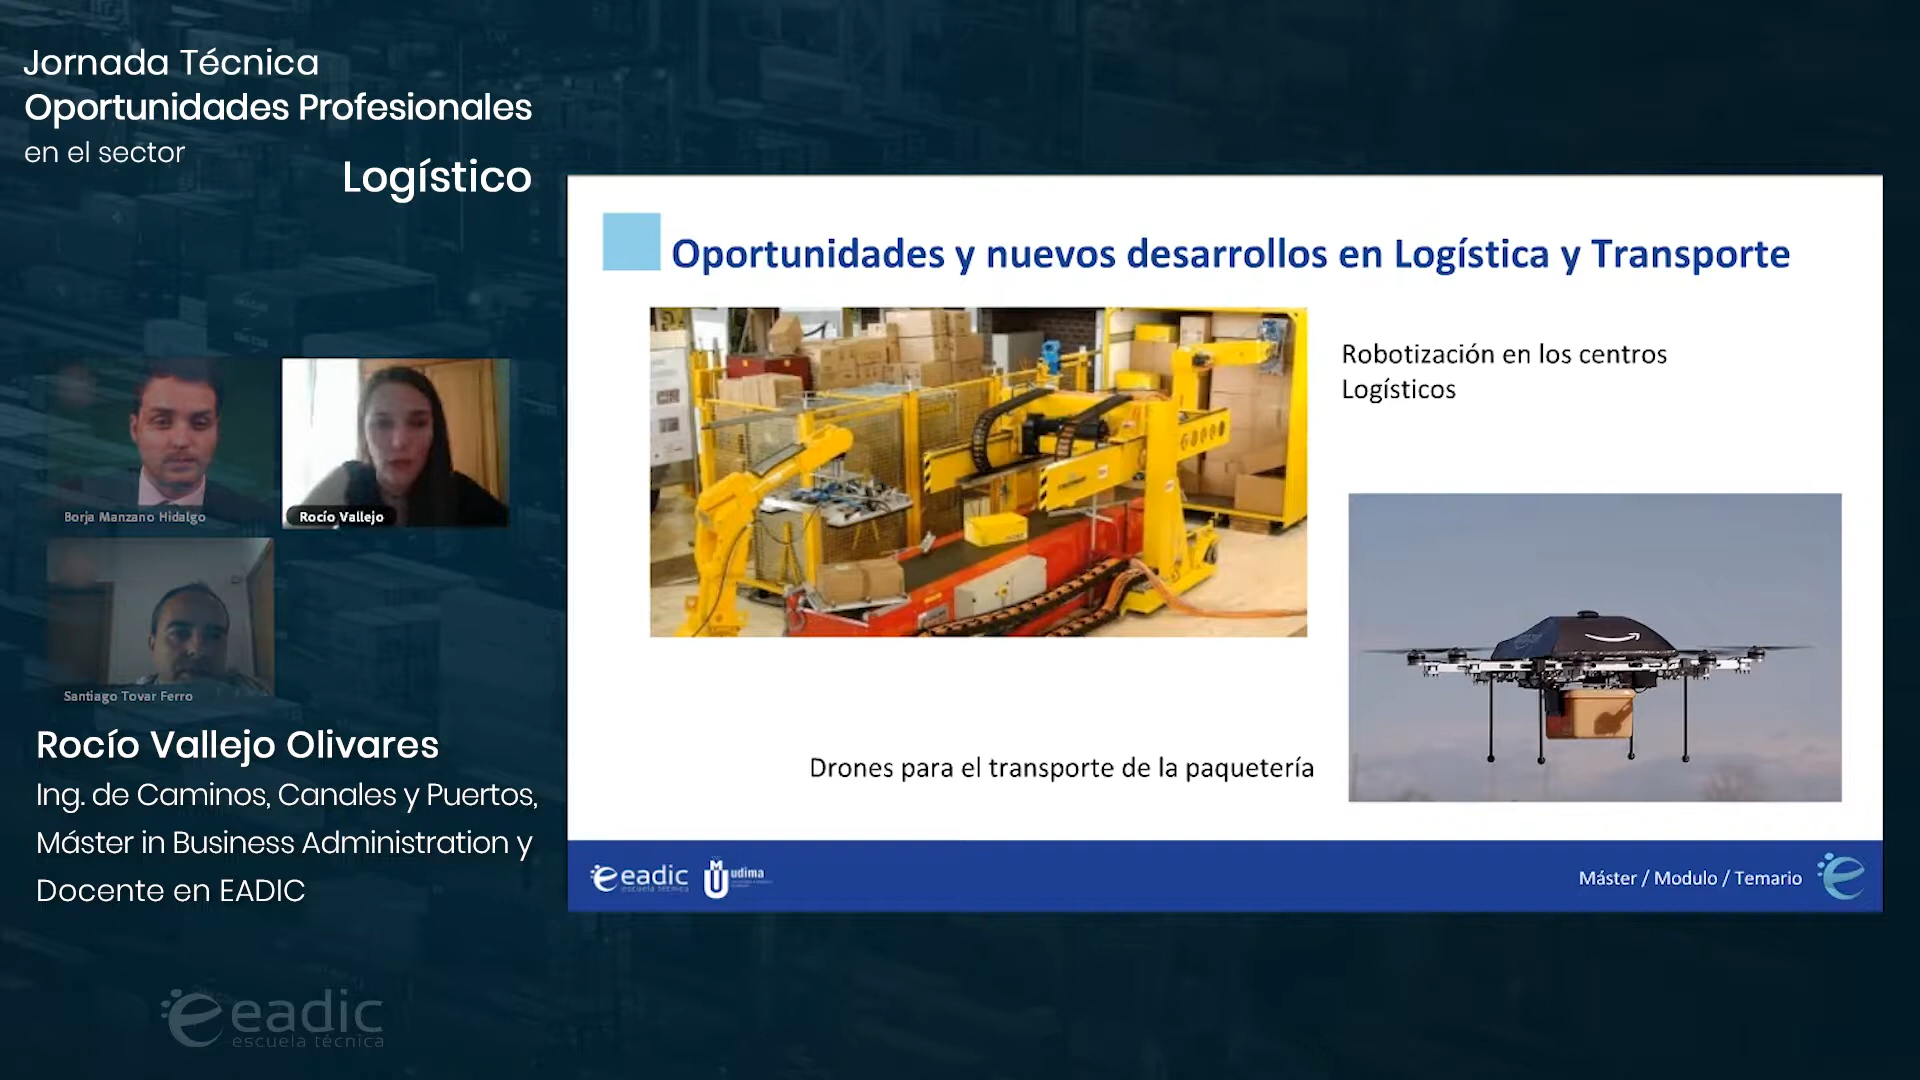 Jornada Técnica
Oportunidades Profesionales
en el sector
Logístico
Borja Manzano Hidalgo
Rocío Vallejo
Santiago Tovar Ferro
Rocío Vallejo Olivares
Ing. de Caminos, Canales y Puertos,
Máster in Business Administration y
Docente en EADIC
eadic
escuela técnica
Oportunidades y nuevos desarrollos en Logística y Transporte
Robotización en los centros
Logísticos
Drones para el transporte de la paquetería
eadic
escuela técnica
udima
Máster / Modulo / Temario